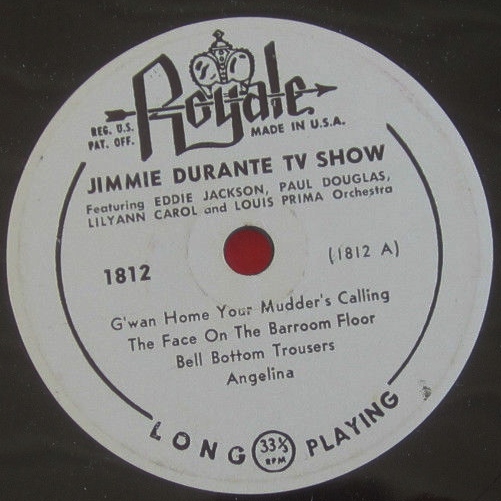 Royale
REG. U.S.
PAT. OFF.
MADE IN U.S.A.
JIMMIE DURANTE TV SHOW
Featuring EDDIE JACKSON, PAUL DOUGLAS,
LILYANN CAROL and LOUIS PRIMA Orchestra
1812
(1812 A)
G'wan Home Your Mudder's Calling
The Face On The Barroom Floor
Bell Bottom Trousers
Angelina
LONG 33⅓ RPM PLAYING